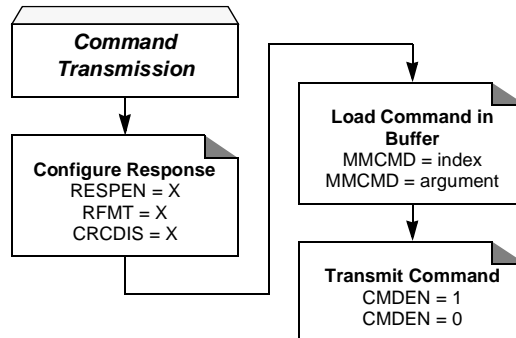 Command
Transmission
Configure Response
RESPEN = X
RFMT = X
CRCDIS = X
Load Command in
Buffer
MMCMD = index
MMCMD = argument
Transmit Command
CMDEN = 1
CMDEN = 0